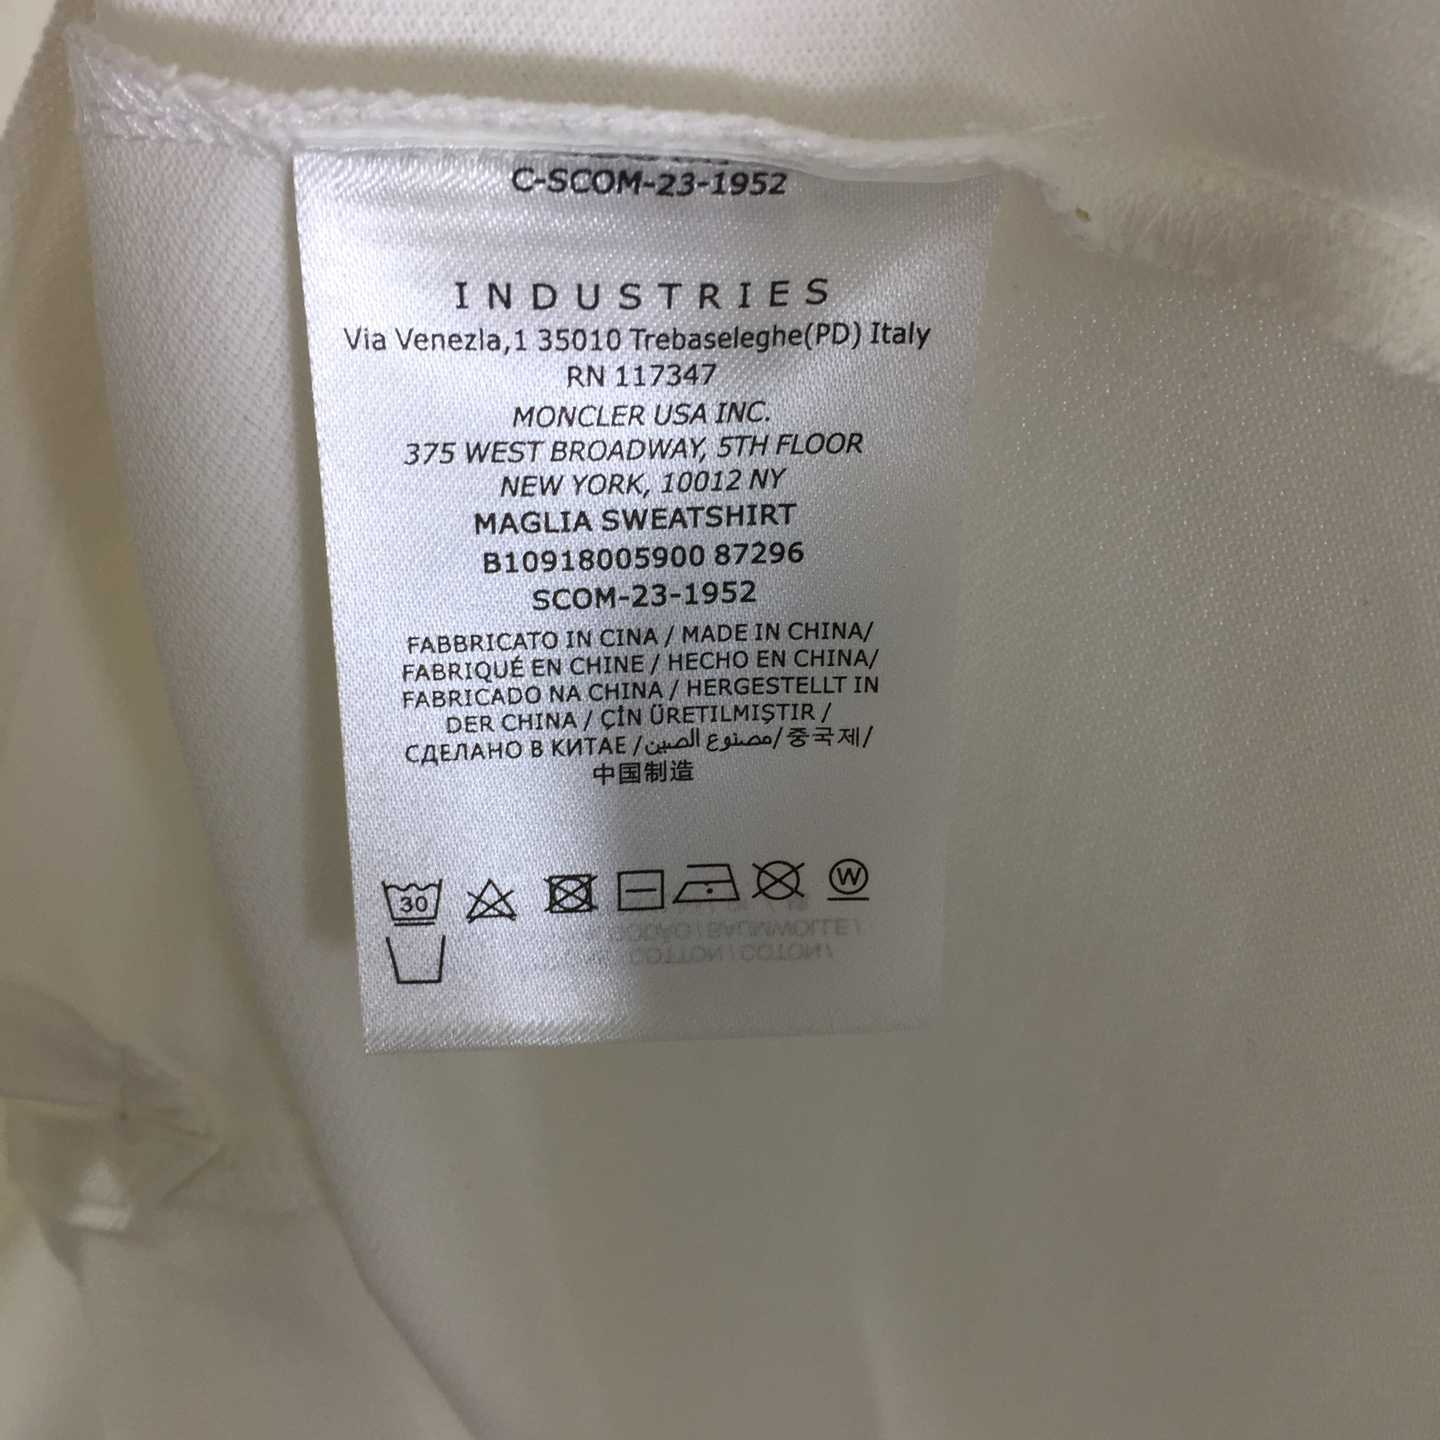 C-SCOM-23-1952
INDUSTRIES
Via Venezla,1 35010 Trebaseleghe(PD) Italy
RN 117347
MONCLER USA INC.
375 WEST BROADWAY, 5TH FLOOR
NEW YORK, 10012 NY
MAGLIA SWEATSHIRT
B10918005900 87296
SCOM-23-1952
FABBRICATO IN CINA / MADE IN CHINA/
FABRIQUÉ EN CHINE / HECHO EN CHINA/
FABRICADO NA CHINA / HERGESTELLT IN
DER CHINA / ÇİN ÜRETILMIŞTIR /
СДЕЛАНО В КИТАЕ /مصنوع الصين/중국제/
中国制造
30 W